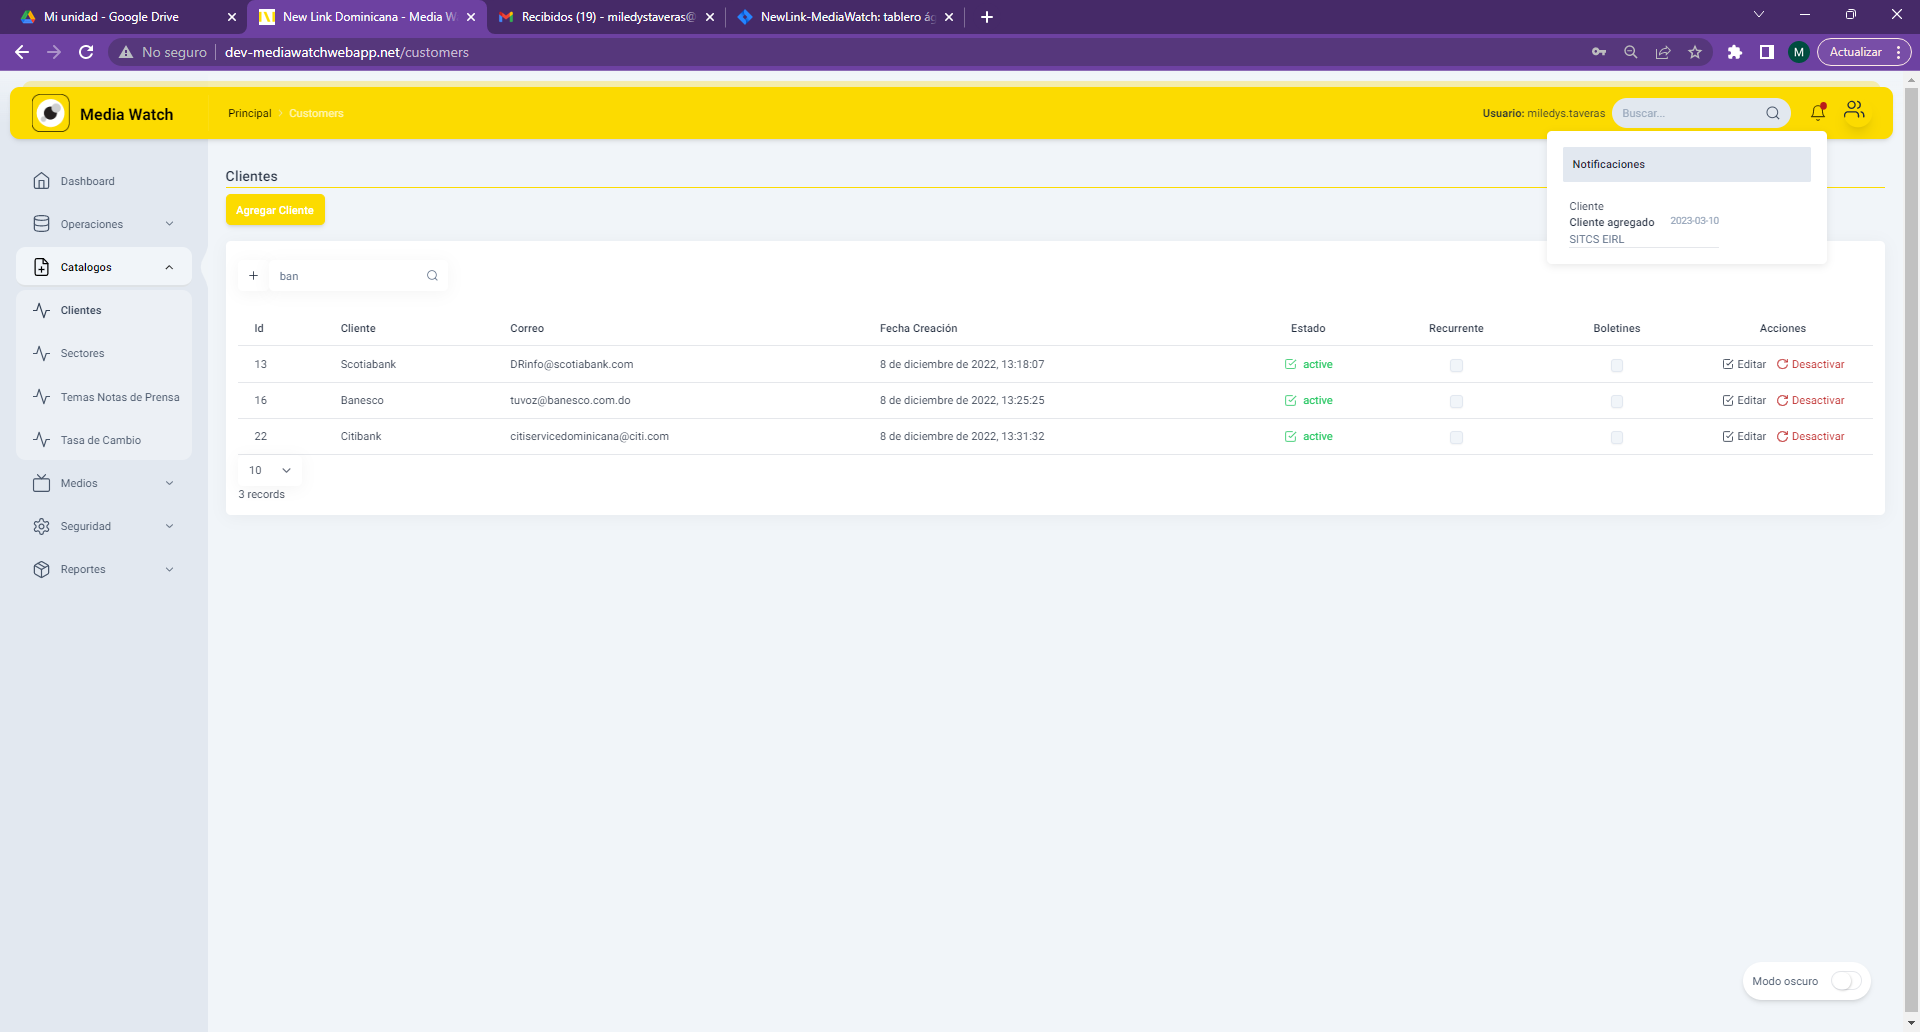 Mi unidad - Google Drive
New Link Dominicana - Media W
Recibidos (19) - miledystaveras@
NewLink-MediaWatch: tablero ág
No seguro
dev-mediawatchwebapp.net/customers
M
Actualizar
Media Watch
Principal
Customers
Usuario: miledys.taveras
Buscar...
Notificaciones
Cliente
Cliente agregado 2023-03-10
SITCS EIRL
Dashboard
Operaciones
Catalogos
Clientes
Sectores
Temas Notas de Prensa
Tasa de Cambio
Medios
Seguridad
Reportes
Clientes
Agregar Cliente
ban
Id Cliente Correo Fecha Creación Estado Recurrente Boletines Acciones
13 Scotiabank DRinfo@scotiabank.com 8 de diciembre de 2022, 13:18:07 active Editar Desactivar
16 Banesco tuvoz@banesco.com.do 8 de diciembre de 2022, 13:25:25 active Editar Desactivar
22 Citibank citiservicedominicana@citi.com 8 de diciembre de 2022, 13:31:32 active Editar Desactivar
10
3 records
Modo oscuro